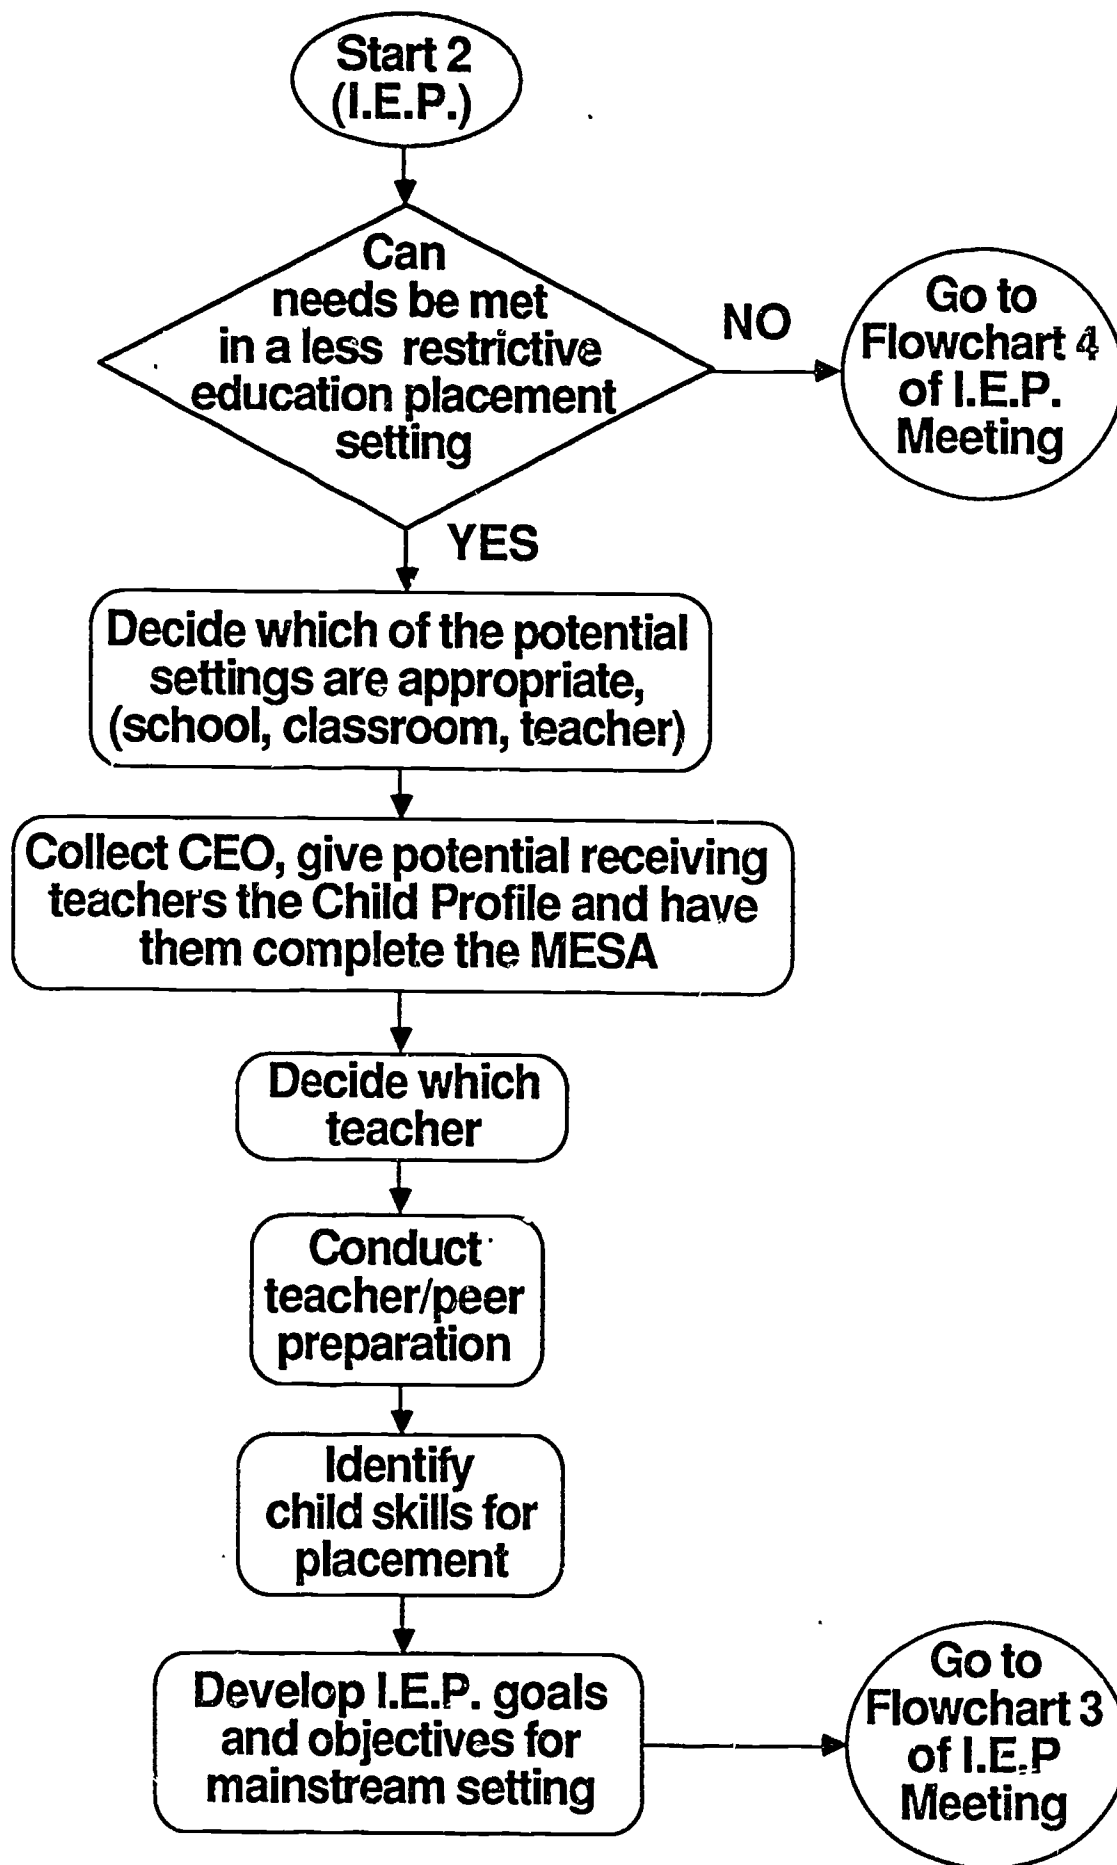 Start 2
(I.E.P.)
Can
needs be met
in a less restrictive
education placement
setting
NO
Go to
Flowchart 4
of I.E.P.
Meeting
YES
Decide which of the potential
settings are appropriate,
(school, classroom, teacher)
Collect CEO, give potential receiving
teachers the Child Profile and have
them complete the MESA
Decide which
teacher
Conduct
teacher/peer
preparation
Identify
child skills for
placement
Develop I.E.P. goals
and objectives for
mainstream setting
Go to
Flowchart 3
of I.E.P
Meeting